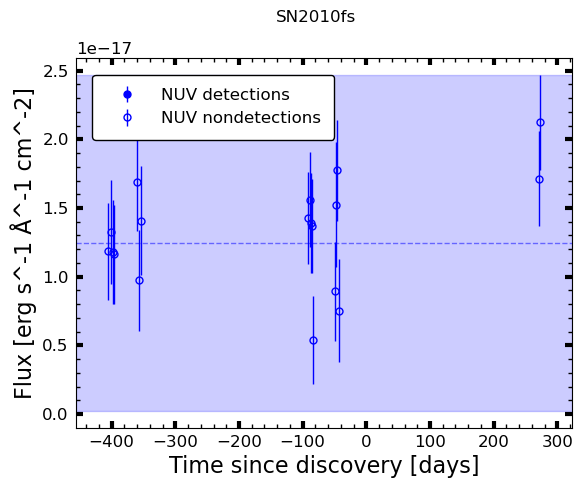 SN2010fs
1e−17
NUV detections
NUV nondetections
2.5
2.0
1.5
1.0
0.5
0.0
Flux [erg s^-1 Å^-1 cm^-2]
−400 −300 −200 −100 0 100 200 300
Time since discovery [days]